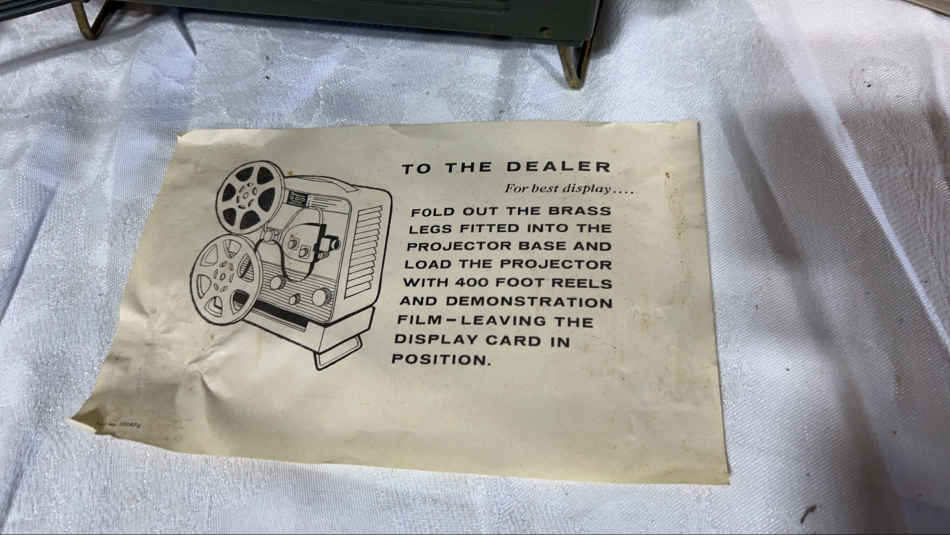 TO THE DEALER
For best display....
FOLD OUT THE BRASS
LEGS FITTED INTO THE
PROJECTOR BASE AND
LOAD THE PROJECTOR
WITH 400 FOOT REELS
AND DEMONSTRATION
FILM—LEAVING THE
DISPLAY CARD IN
POSITION.